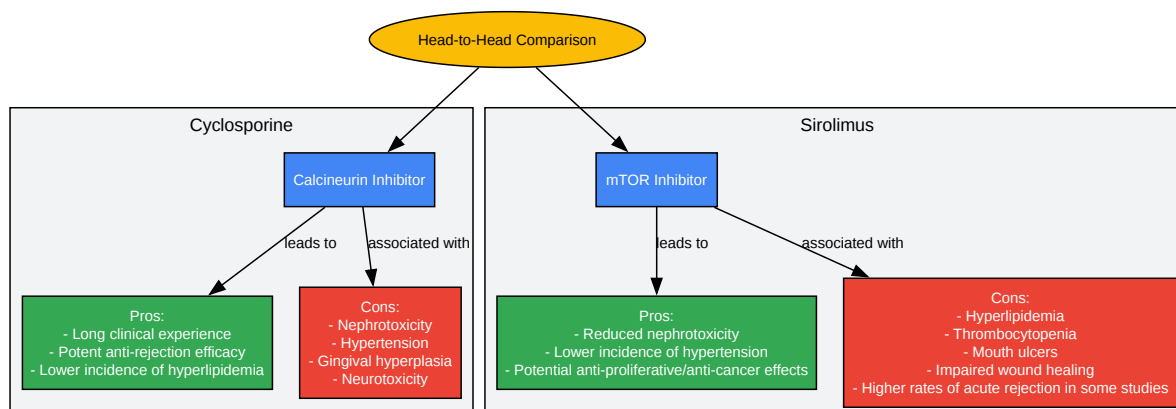 Head-to-Head Comparison
Cyclosporine
Calcineurin Inhibitor
leads to
associated with
Pros:
- Long clinical experience
- Potent anti-rejection efficacy
- Lower incidence of hyperlipidemia
Cons:
- Nephrotoxicity
- Hypertension
- Gingival hyperplasia
- Neurotoxicity
Sirolimus
mTOR Inhibitor
leads to
associated with
Pros:
- Reduced nephrotoxicity
- Lower incidence of hypertension
- Potential anti-proliferative/anti-cancer effects
Cons:
- Hyperlipidemia
- Thrombocytopenia
- Mouth ulcers
- Impaired wound healing
- Higher rates of acute rejection in some studies